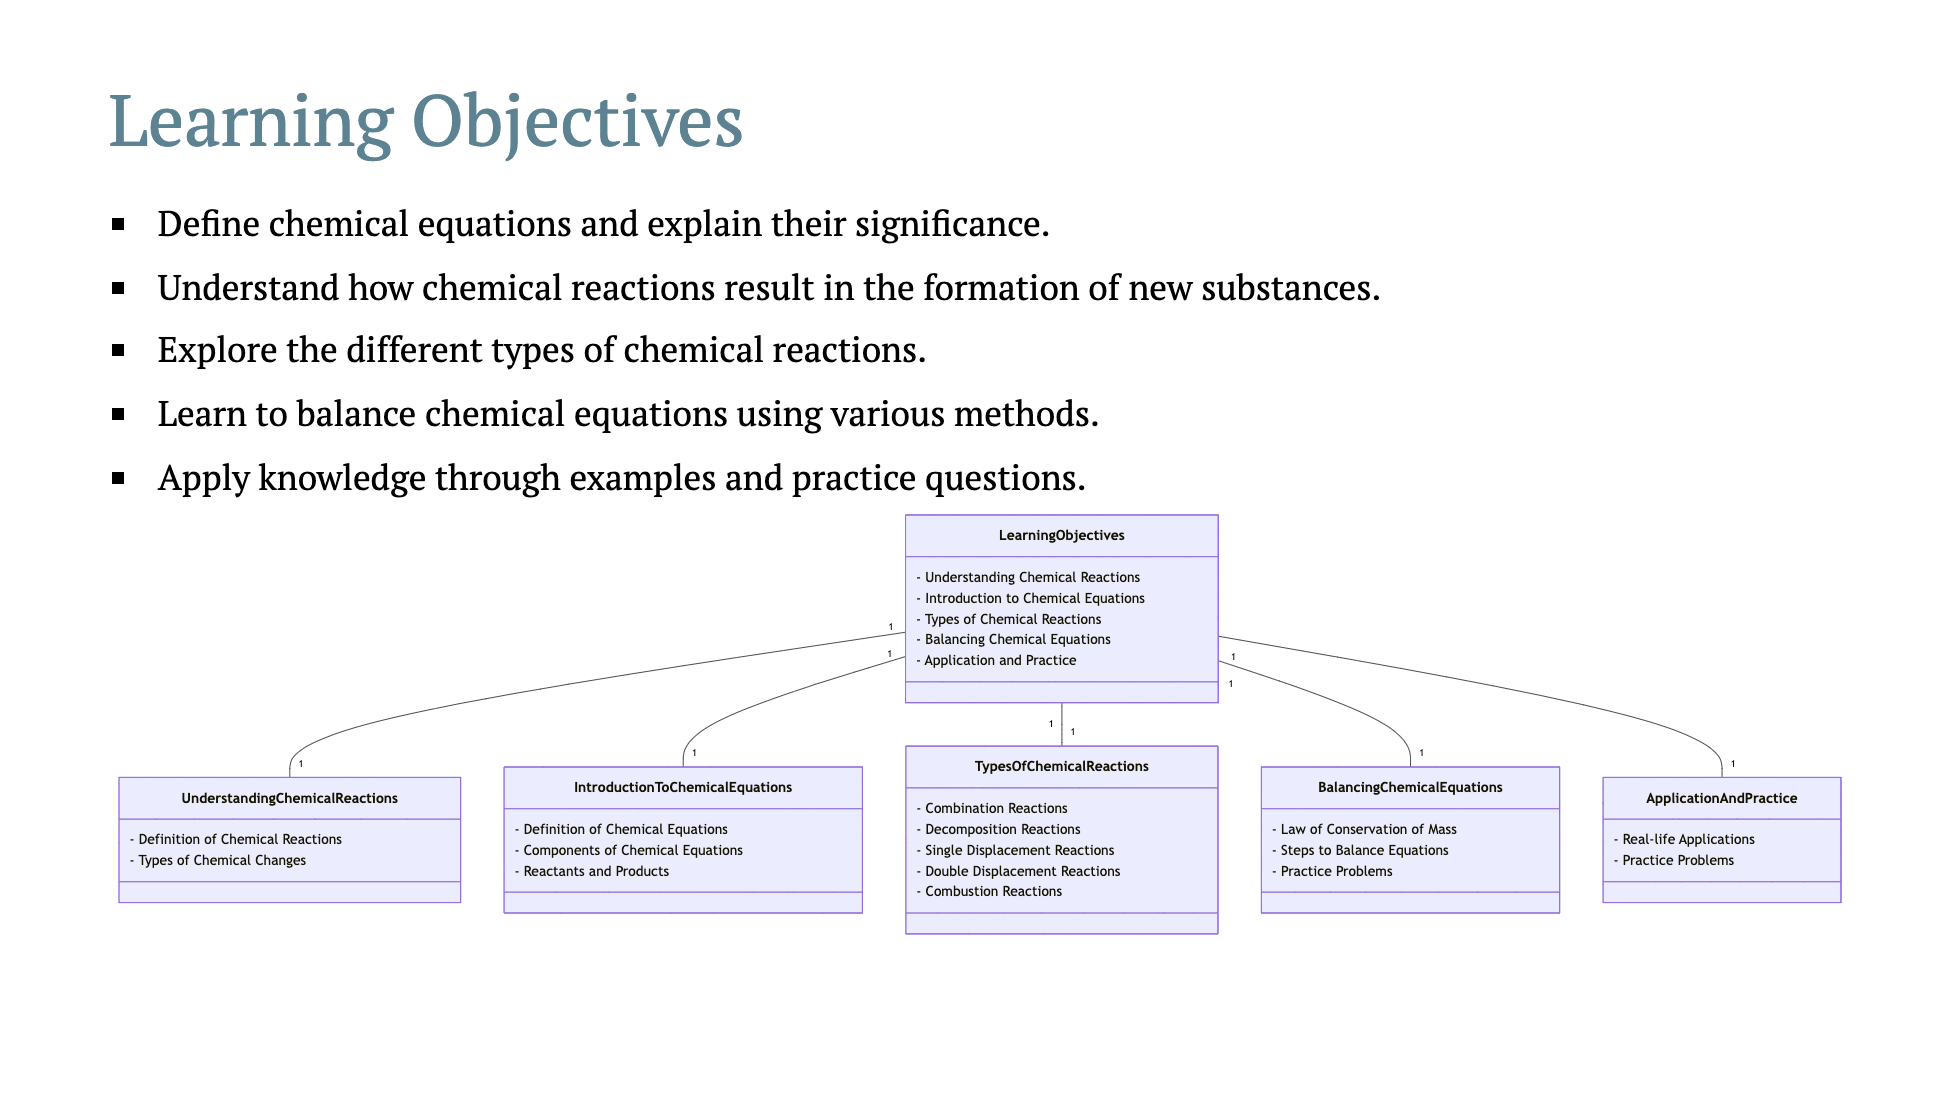 Learning Objectives
▪ Define chemical equations and explain their significance.
▪ Understand how chemical reactions result in the formation of new substances.
▪ Explore the different types of chemical reactions.
▪ Learn to balance chemical equations using various methods.
▪ Apply knowledge through examples and practice questions.
LearningObjectives
- Understanding Chemical Reactions
- Introduction to Chemical Equations
- Types of Chemical Reactions
- Balancing Chemical Equations
- Application and Practice
1
1
1
1
1
1
1
1
1
1
UnderstandingChemicalReactions
- Definition of Chemical Reactions
- Types of Chemical Changes
IntroductionToChemicalEquations
- Definition of Chemical Equations
- Components of Chemical Equations
- Reactants and Products
TypesOfChemicalReactions
- Combination Reactions
- Decomposition Reactions
- Single Displacement Reactions
- Double Displacement Reactions
- Combustion Reactions
BalancingChemicalEquations
- Law of Conservation of Mass
- Steps to Balance Equations
- Practice Problems
ApplicationAndPractice
- Real-life Applications
- Practice Problems